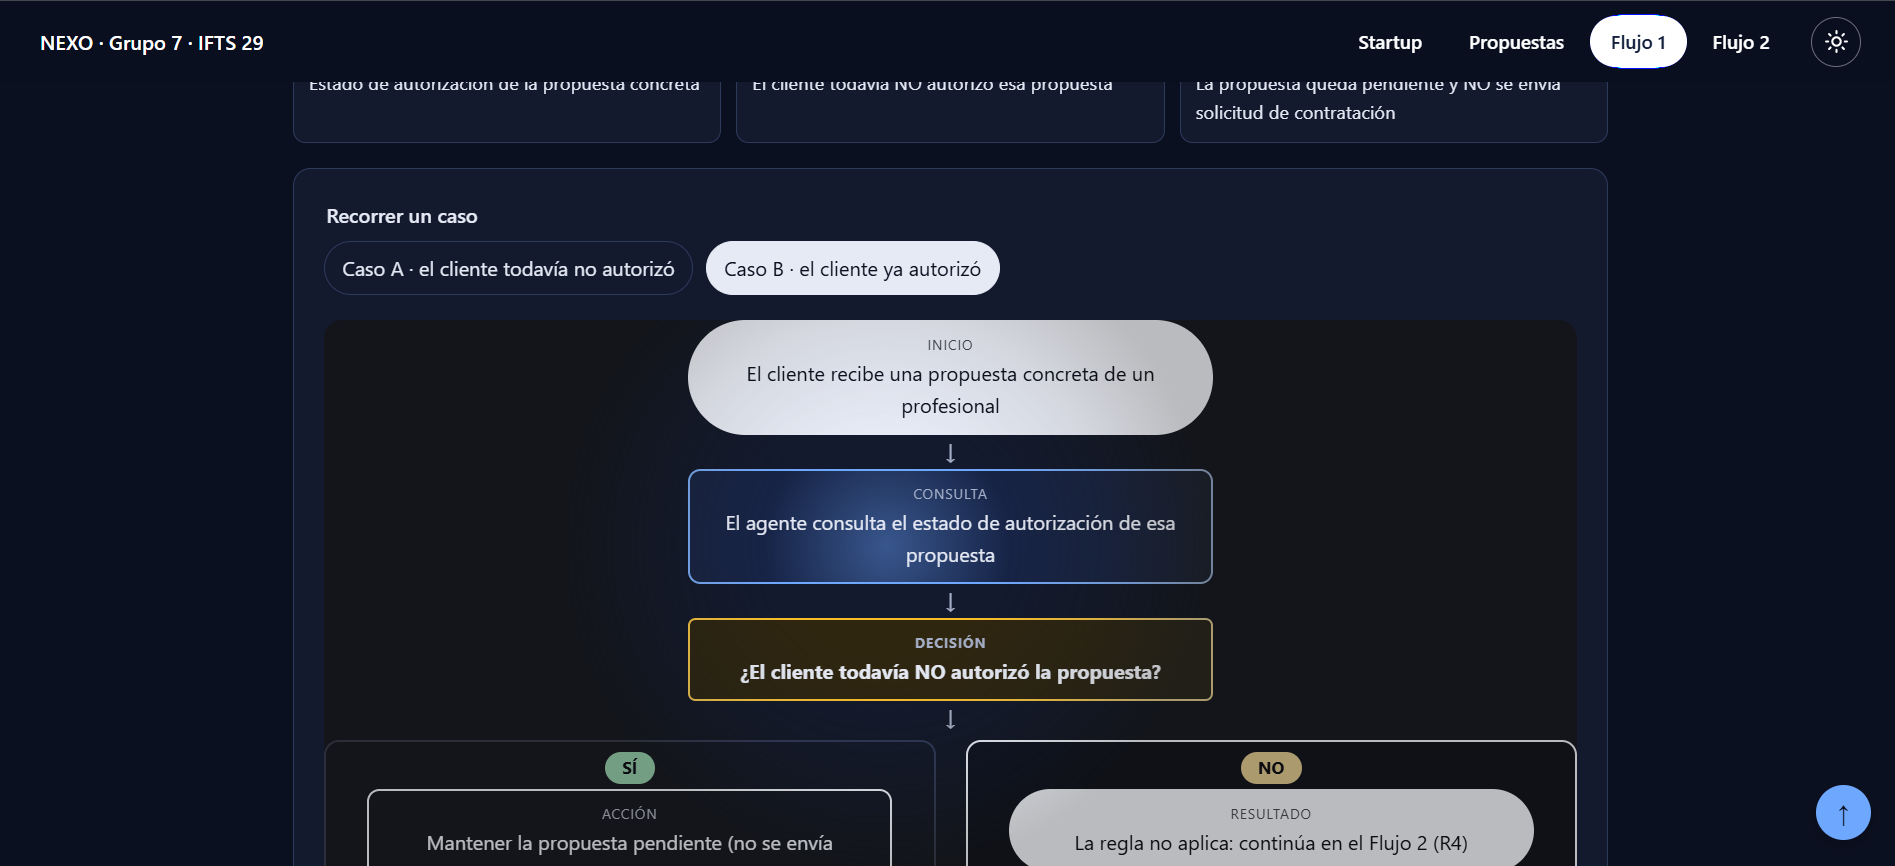 NEXO · Grupo 7 · IFTS 29
Startup
Propuestas
Flujo 1
Flujo 2
Estado de autorización de la propuesta concreta
El cliente todavía NO autorizó esa propuesta
La propuesta queda pendiente y NO se envía
solicitud de contratación
Recorrer un caso
Caso A · el cliente todavía no autorizó
Caso B · el cliente ya autorizó
INICIO
El cliente recibe una propuesta concreta de un
profesional
↓
CONSULTA
El agente consulta el estado de autorización de esa
propuesta
↓
DECISIÓN
¿El cliente todavía NO autorizó la propuesta?
↓
SÍ
ACCIÓN
Mantener la propuesta pendiente (no se envía
NO
RESULTADO
La regla no aplica: continúa en el Flujo 2 (R4)
↑